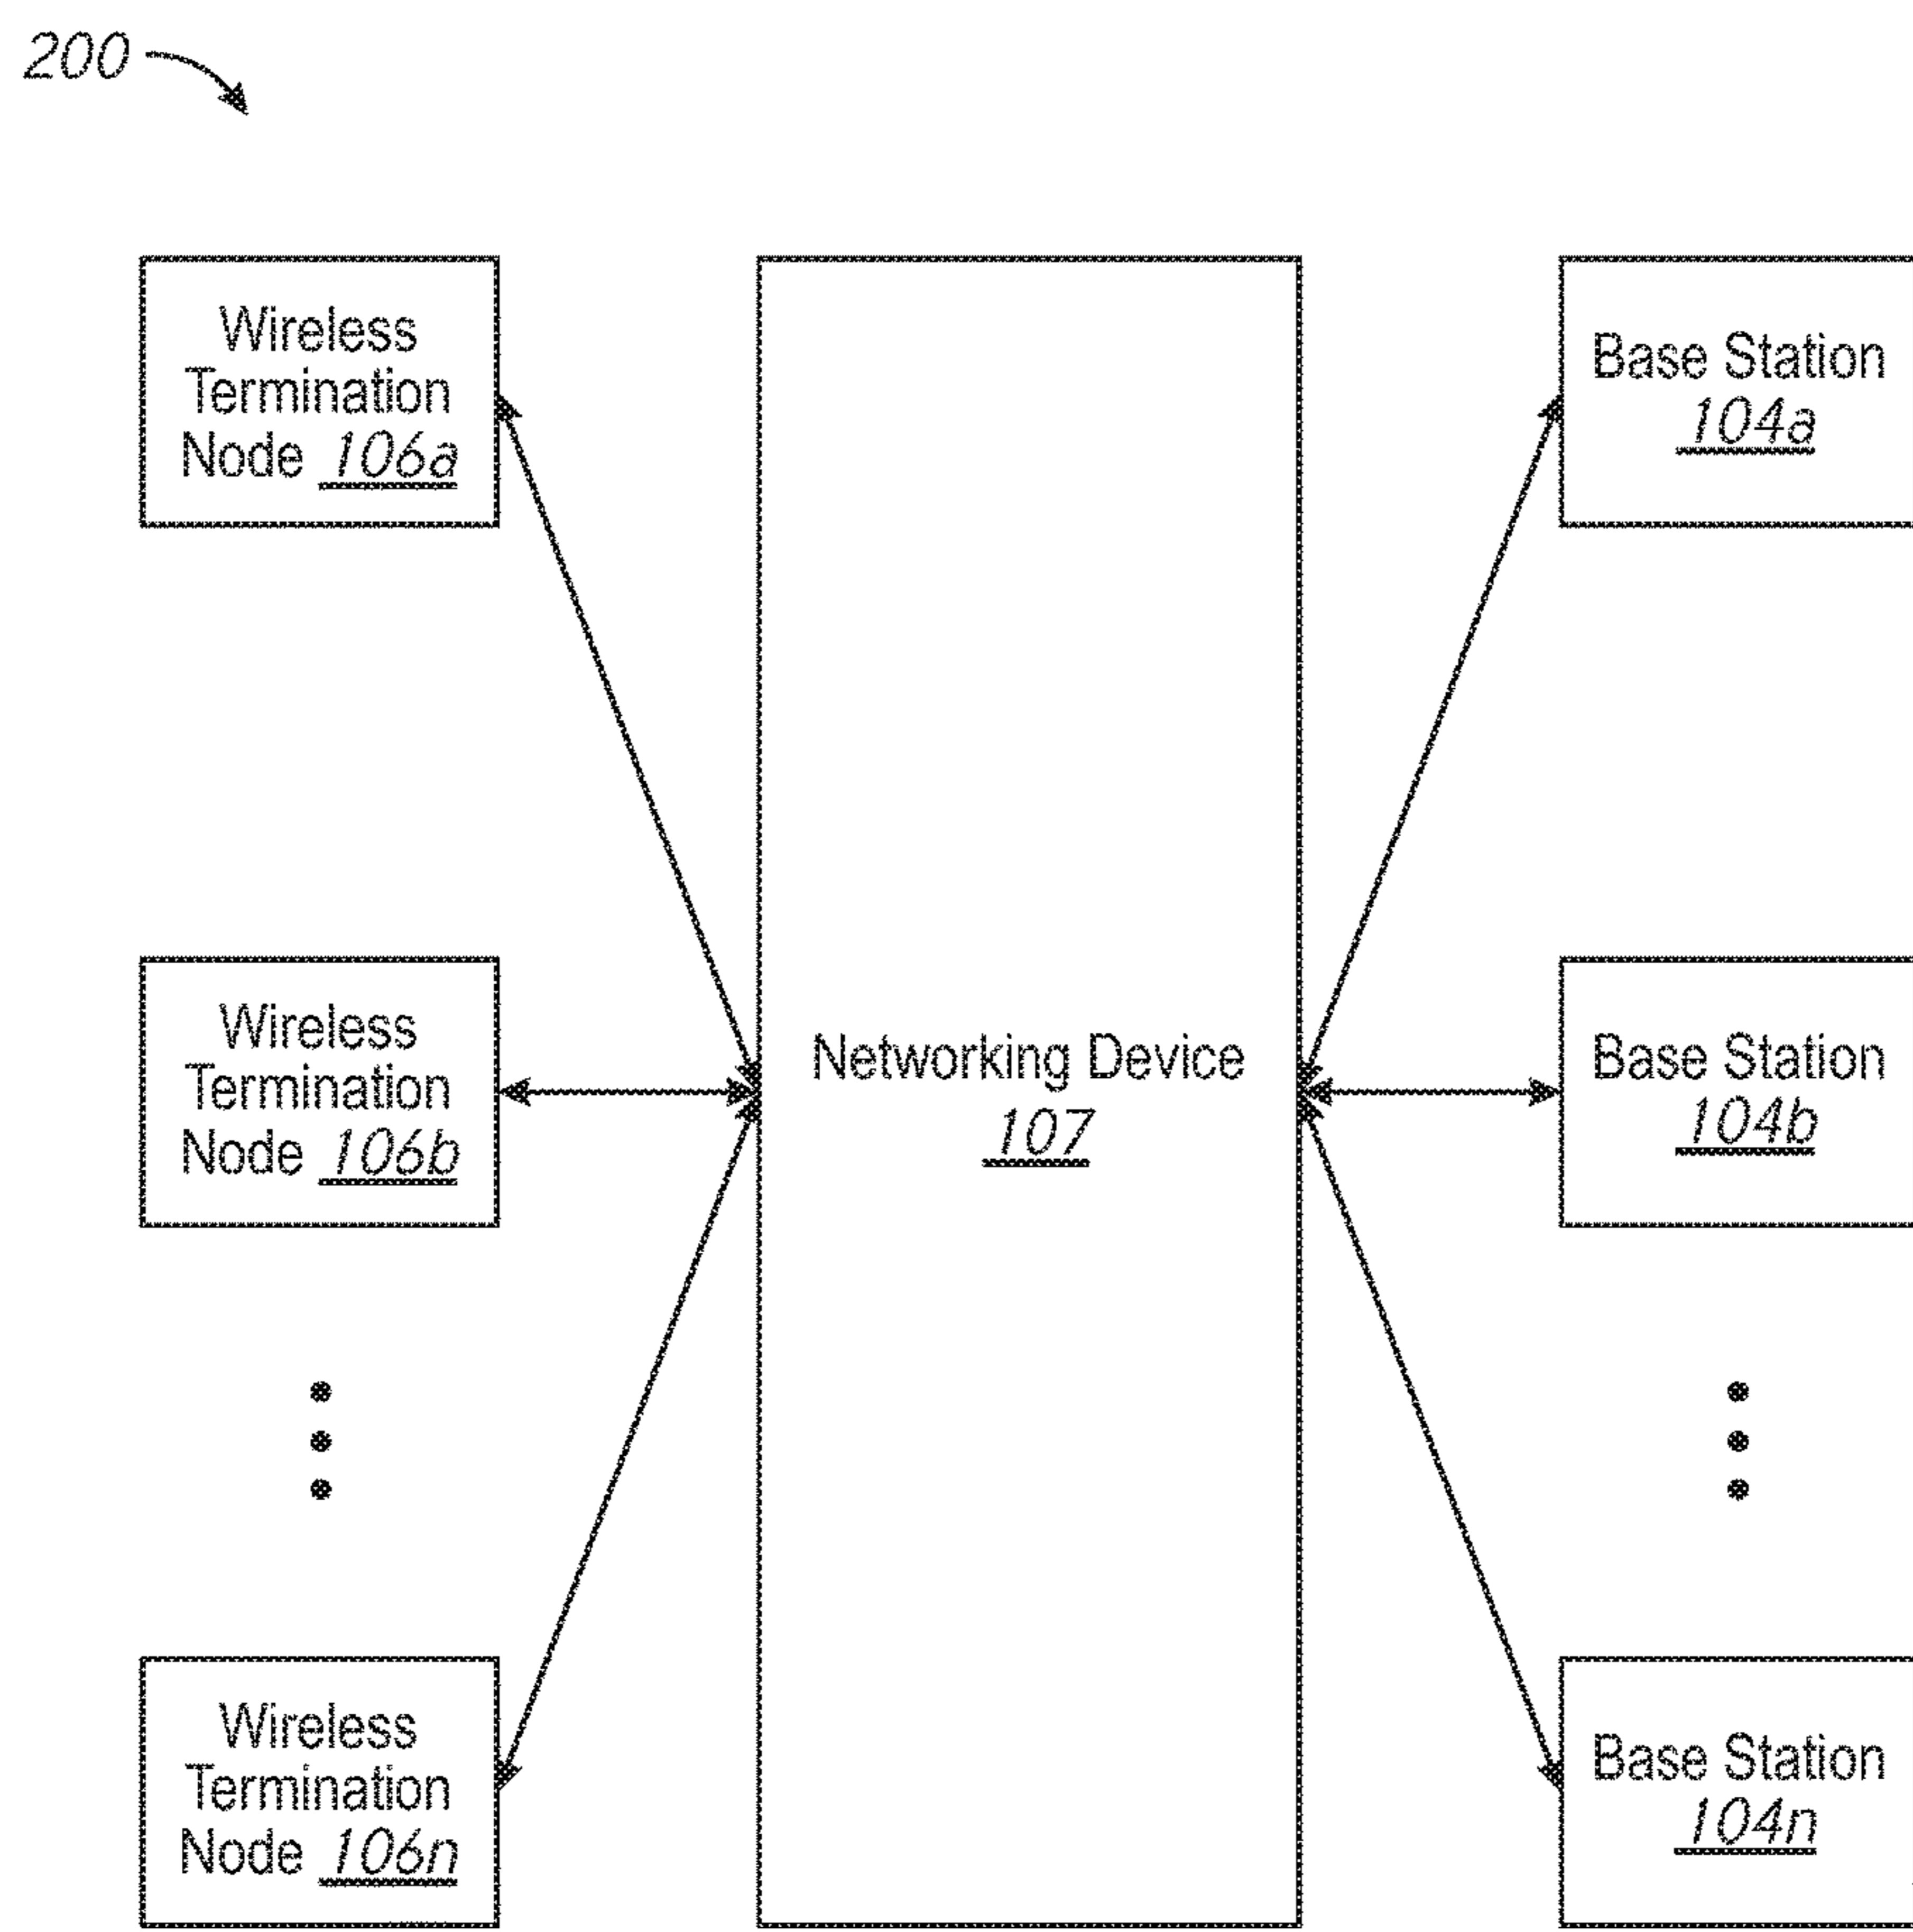 200
Wireless
Termination
Node 106a
Base Station
104a
Wireless
Termination
Node 106b
Networking Device
107
Base Station
104b
Wireless
Termination
Node 106n
Base Station
104n